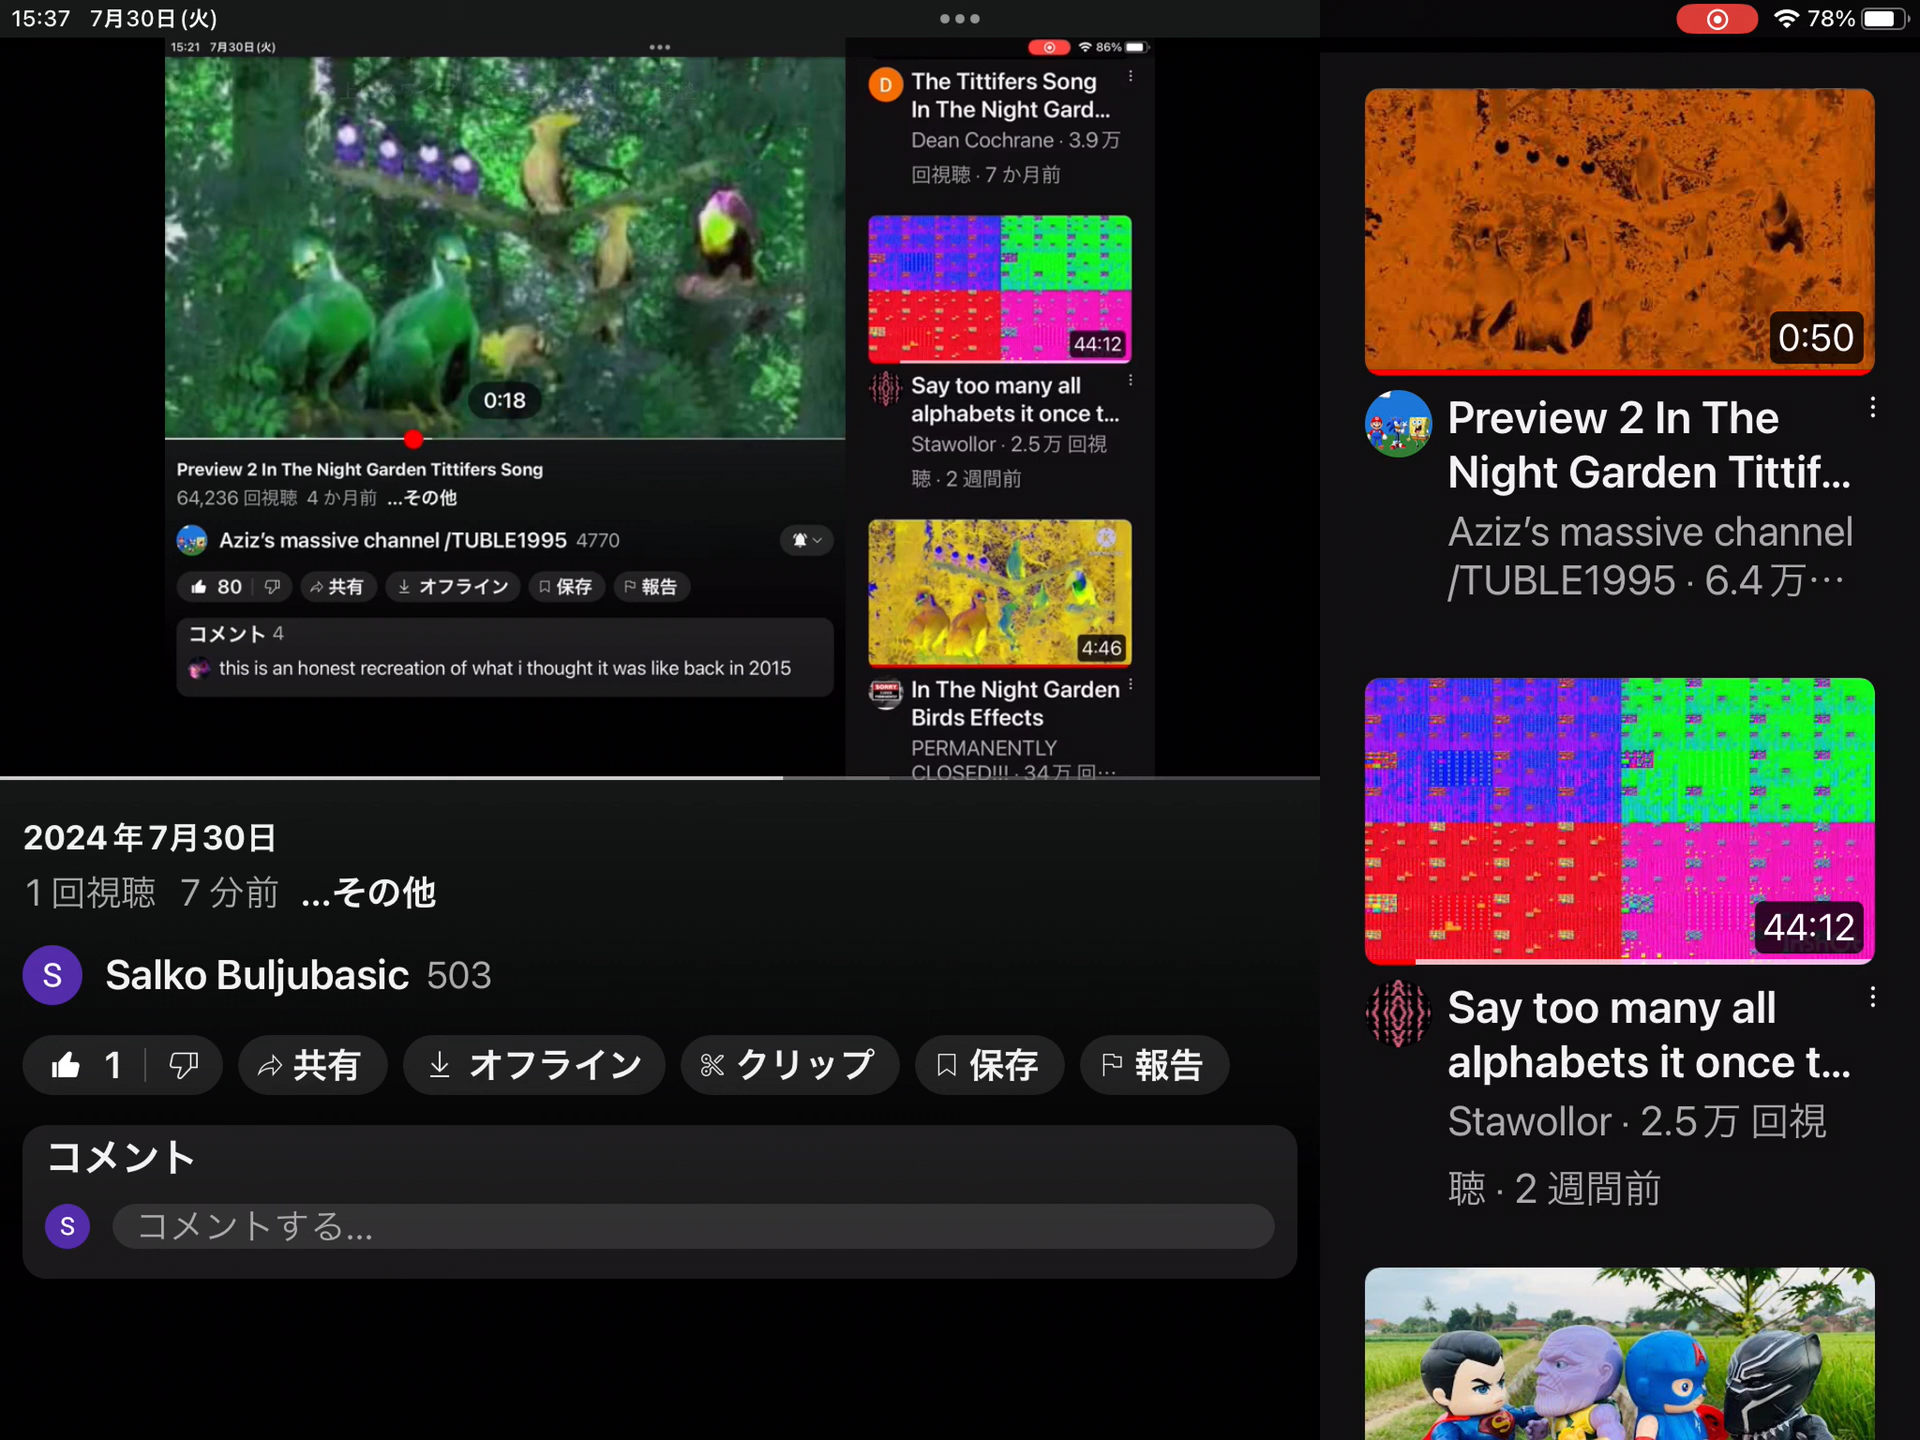 15:37 7月30日(火)
78%
15:21 7月30日(火)
86%
0:18
Preview 2 In The Night Garden Tittifers Song
64,236 回視聴 4 か月前 ...その他
Aziz's massive channel /TUBLE1995 4770
80 共有 オフライン 保存 報告
コメント 4
this is an honest recreation of what i thought it was like back in 2015
D
The Tittifers Song
In The Night Gard...
Dean Cochrane · 3.9万
回視聴 · 7 か月前
44:12
Say too many all
alphabets it once t...
Stawollor · 2.5万 回視
聴 · 2 週間前
4:46
In The Night Garden
Birds Effects
PERMANENTLY
CLOSED!!! · 34万 回…
2024年7月30日
1 回視聴 7 分前 ...その他
S
Salko Buljubasic 503
1 共有 オフライン クリップ 保存 報告
コメント
S
コメントする...
0:50
Preview 2 In The
Night Garden Tittif...
Aziz's massive channel
/TUBLE1995 · 6.4万…
44:12
Say too many all
alphabets it once t...
Stawollor · 2.5万 回視
聴 · 2 週間前